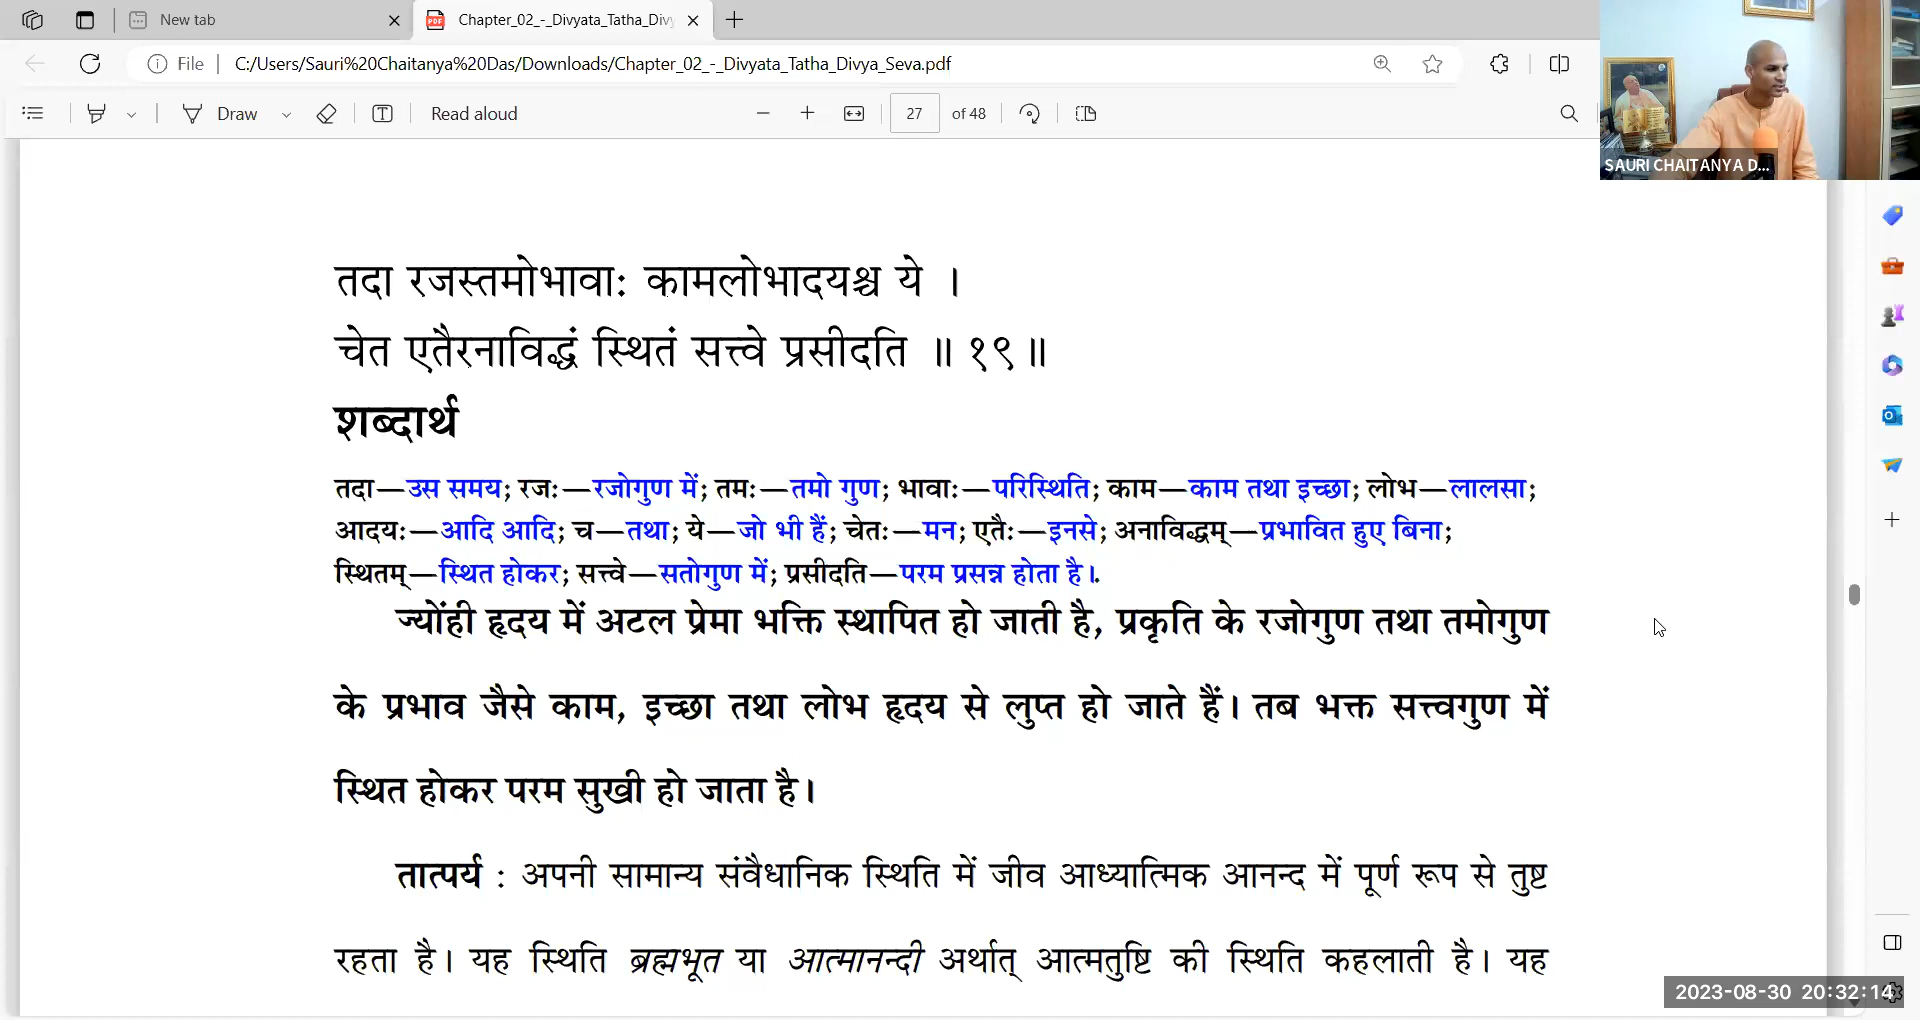 New tab
Chapter_02_-_Divyata_Tatha_Div
File
C:/Users/Sauri%20Chaitanya%20Das/Downloads/Chapter_02_-_Divyata_Tatha_Divya_Seva.pdf
Draw
Read aloud
27 of 48
SAURI CHAITANYA D...
तदा रजस्तमोभावाः कामलोभादयश्च ये ।
चेत एतैरनाविद्धं स्थितं सत्त्वे प्रसीदति ॥ १९॥
शब्दार्थ
तदा—उस समय; रजः—रजोगुण में; तमः—तमो गुण; भावाः—परिस्थिति; काम—काम तथा इच्छा; लोभ—लालसा;
आदयः—आदि आदि; च—तथा; ये—जो भी हैं; चेतः—मन; एतैः—इनसे; अनाविद्धम्—प्रभावित हुए बिना;
स्थितम्—स्थित होकर; सत्त्वे—सतोगुण में; प्रसीदति—परम प्रसन्न होता है।.
ज्योंही हृदय में अटल प्रेमा भक्ति स्थापित हो जाती है, प्रकृति के रजोगुण तथा तमोगुण
के प्रभाव जैसे काम, इच्छा तथा लोभ हृदय से लुप्त हो जाते हैं। तब भक्त सत्त्वगुण में
स्थित होकर परम सुखी हो जाता है।
तात्पर्य : अपनी सामान्य संवैधानिक स्थिति में जीव आध्यात्मिक आनन्द में पूर्ण रूप से तुष्ट
रहता है। यह स्थिति ब्रह्मभूत या आत्मानन्दी अर्थात् आत्मतुष्टि की स्थिति कहलाती है। यह
2023-08-30 20:32:14